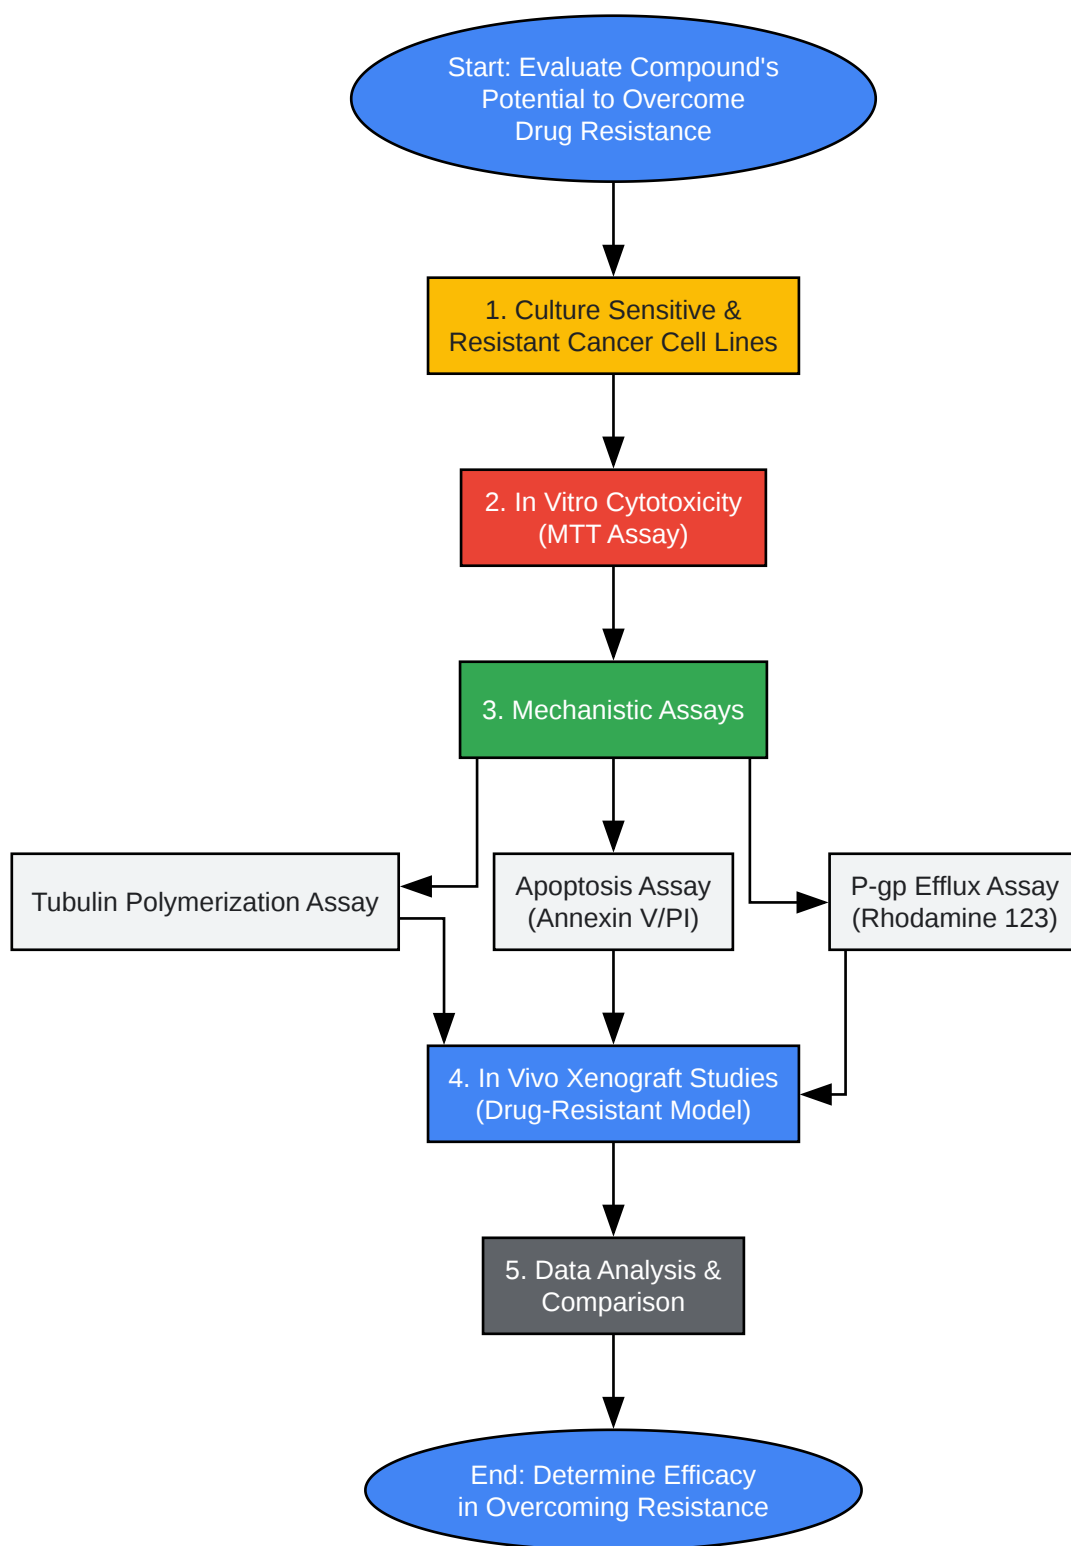 Start: Evaluate Compound's
Potential to Overcome
Drug Resistance
1. Culture Sensitive &
Resistant Cancer Cell Lines
2. In Vitro Cytotoxicity
(MTT Assay)
3. Mechanistic Assays
Tubulin Polymerization Assay
Apoptosis Assay
(Annexin V/PI)
P-gp Efflux Assay
(Rhodamine 123)
4. In Vivo Xenograft Studies
(Drug-Resistant Model)
5. Data Analysis &
Comparison
End: Determine Efficacy
in Overcoming Resistance